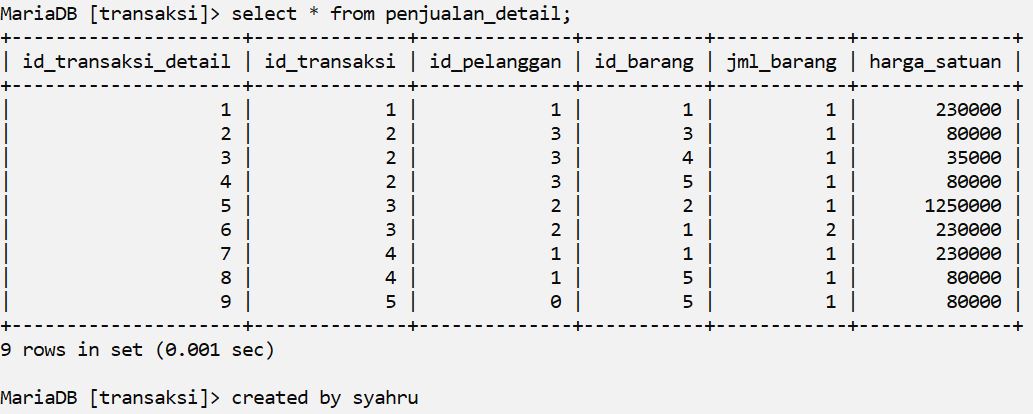 MariaDB [transaksi]> select * from penjualan_detail;
+---------------------+--------------+--------------+-----------+------------+--------------+
| id_transaksi_detail | id_transaksi | id_pelanggan | id_barang | jml_barang | harga_satuan |
+---------------------+--------------+--------------+-----------+------------+--------------+
|                   1 |            1 |            1 |         1 |          1 |       230000 |
|                   2 |            2 |            3 |         3 |          1 |        80000 |
|                   3 |            2 |            3 |         4 |          1 |        35000 |
|                   4 |            2 |            3 |         5 |          1 |        80000 |
|                   5 |            3 |            2 |         2 |          1 |      1250000 |
|                   6 |            3 |            2 |         1 |          2 |       230000 |
|                   7 |            4 |            1 |         1 |          1 |       230000 |
|                   8 |            4 |            1 |         5 |          1 |        80000 |
|                   9 |            5 |            0 |         5 |          1 |        80000 |
+---------------------+--------------+--------------+-----------+------------+--------------+
9 rows in set (0.001 sec)
MariaDB [transaksi]> created by syahru